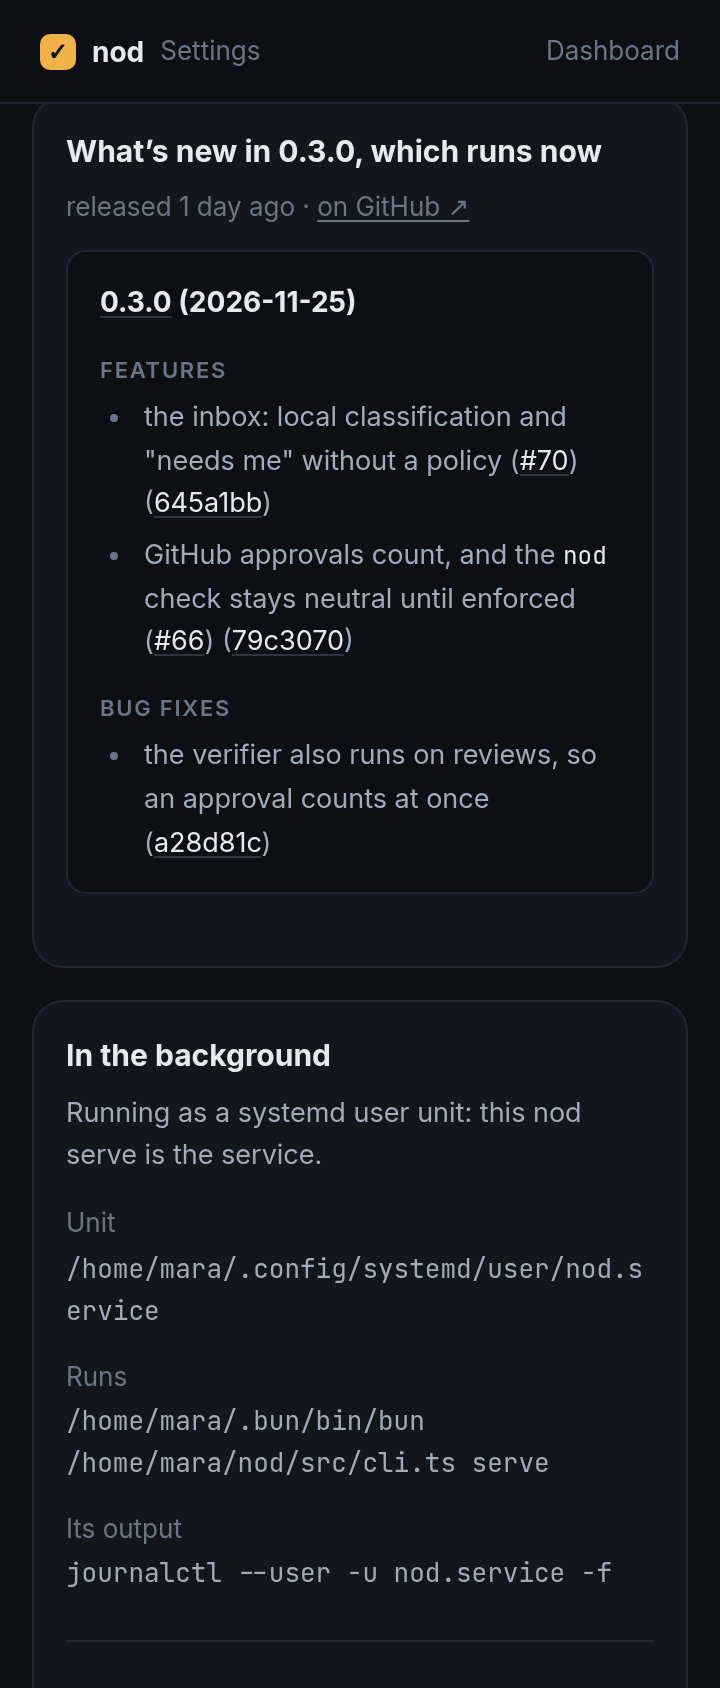 ✓ nod Settings Dashboard
What’s new in 0.3.0, which runs now
released 1 day ago · on GitHub ↗
0.3.0 (2026-11-25)
FEATURES
• the inbox: local classification and
"needs me" without a policy (#70)
(645a1bb)
• GitHub approvals count, and the nod
check stays neutral until enforced
(#66) (79c3070)
BUG FIXES
• the verifier also runs on reviews, so
an approval counts at once
(a28d81c)
In the background
Running as a systemd user unit: this nod
serve is the service.
Unit
/home/mara/.config/systemd/user/nod.s
ervice
Runs
/home/mara/.bun/bin/bun
/home/mara/nod/src/cli.ts serve
Its output
journalctl --user -u nod.service -f